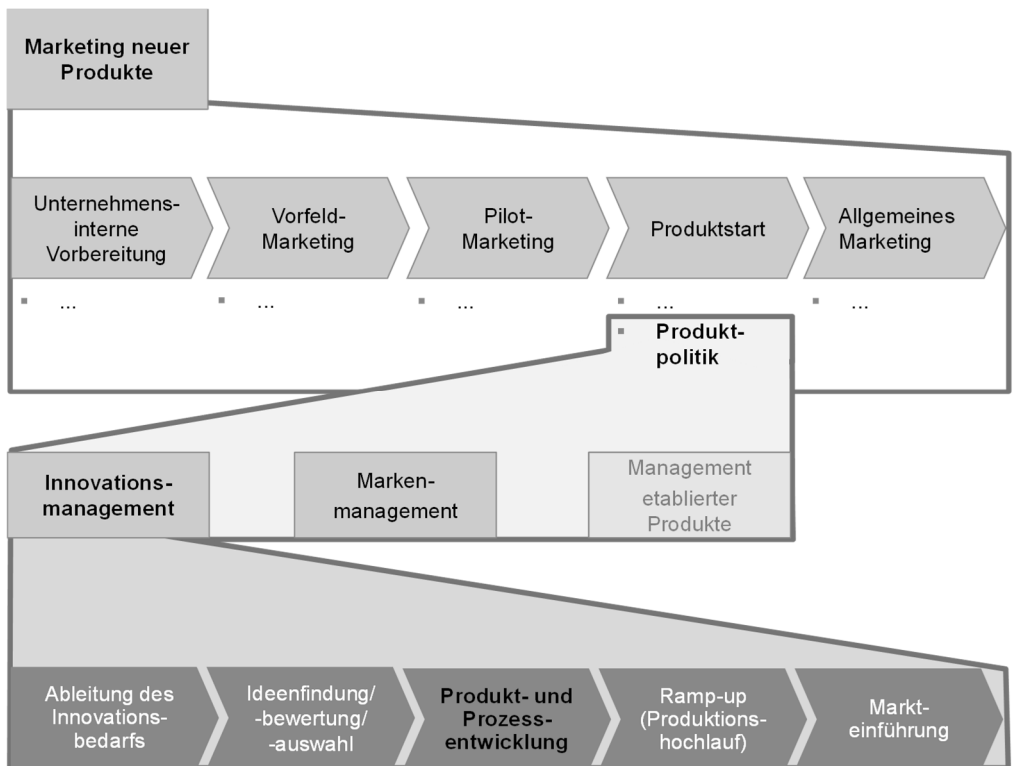 Marketing neuer
Produkte
Unternehmens-
interne
Vorbereitung
Vorfeld-
Marketing
Pilot-
Marketing
Produktstart
Allgemeines
Marketing
▪ ...
▪ ...
▪ ...
▪ ...
▪ ...
▪ Produkt-
politik
Innovations-
management
Marken-
management
Management
etablierter
Produkte
Ableitung des
Innovations-
bedarfs
Ideenfindung/
-bewertung/
-auswahl
Produkt- und
Prozess-
entwicklung
Ramp-up
(Produktions-
hochlauf)
Markt-
einführung